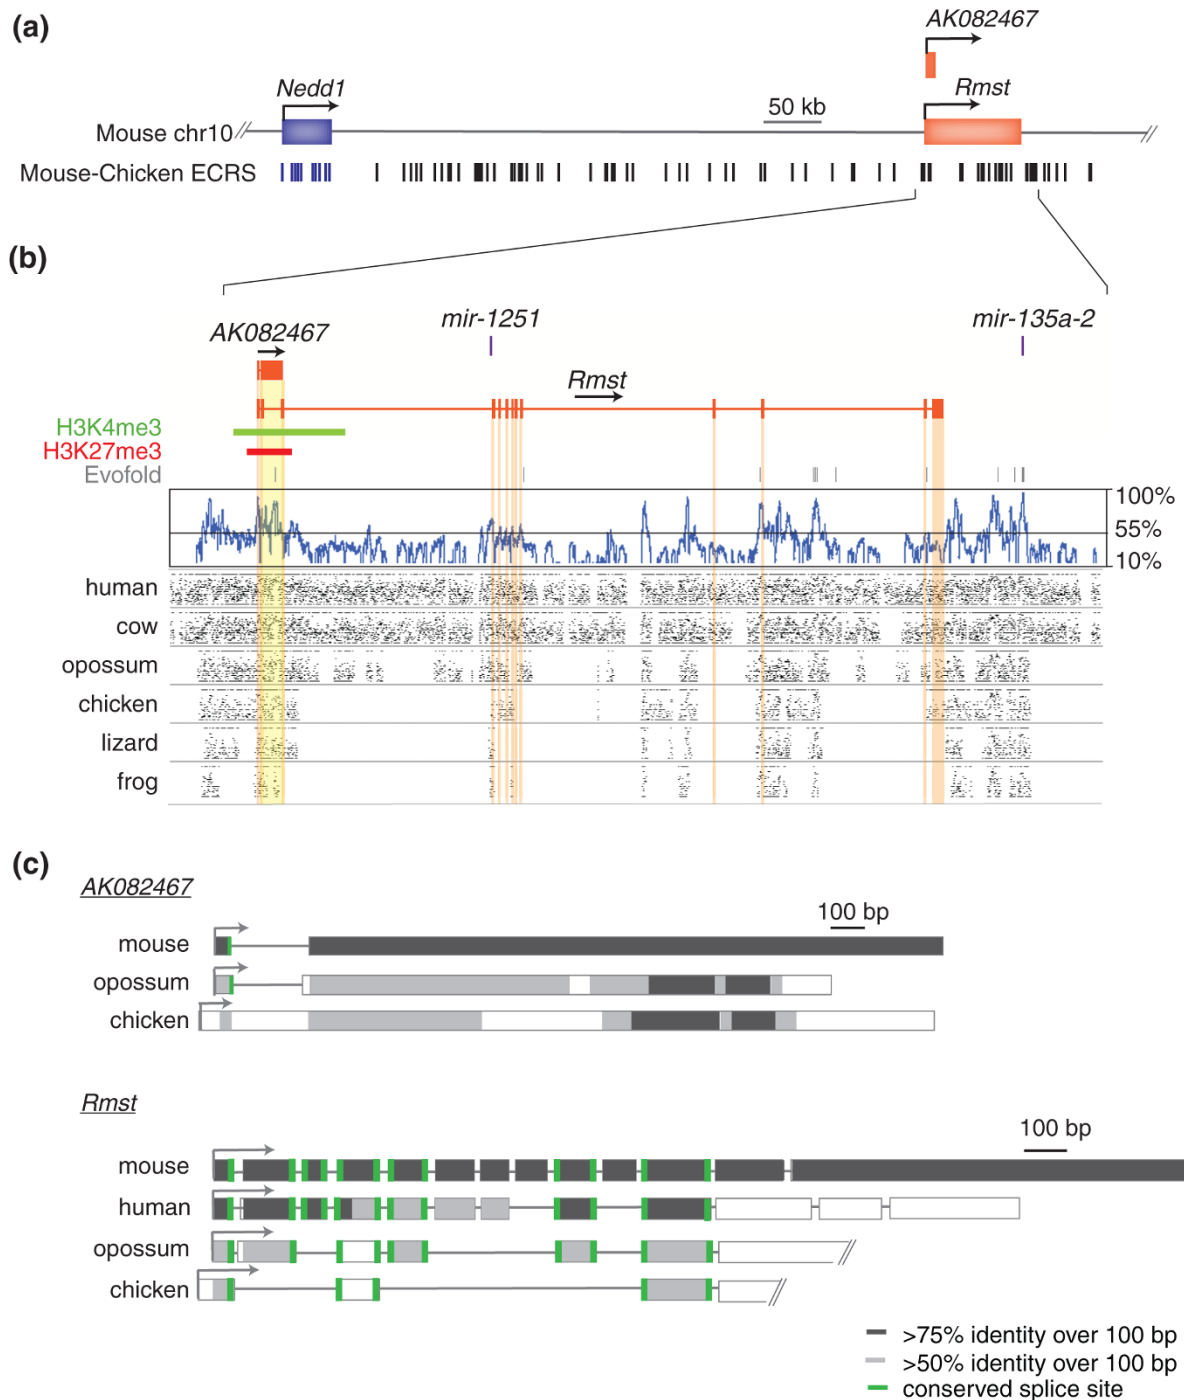 (a)
AK082467
Nedd1
Rmst
50 kb
Mouse chr10
Mouse-Chicken ECRS
(b)
mir-1251
mir-135a-2
AK082467
Rmst
H3K4me3
H3K27me3
Evofold
100%
55%
10%
human
cow
opossum
chicken
lizard
frog
(c)
AK082467
100 bp
mouse
opossum
chicken
Rmst
100 bp
mouse
human
opossum
chicken
>75% identity over 100 bp
>50% identity over 100 bp
conserved splice site